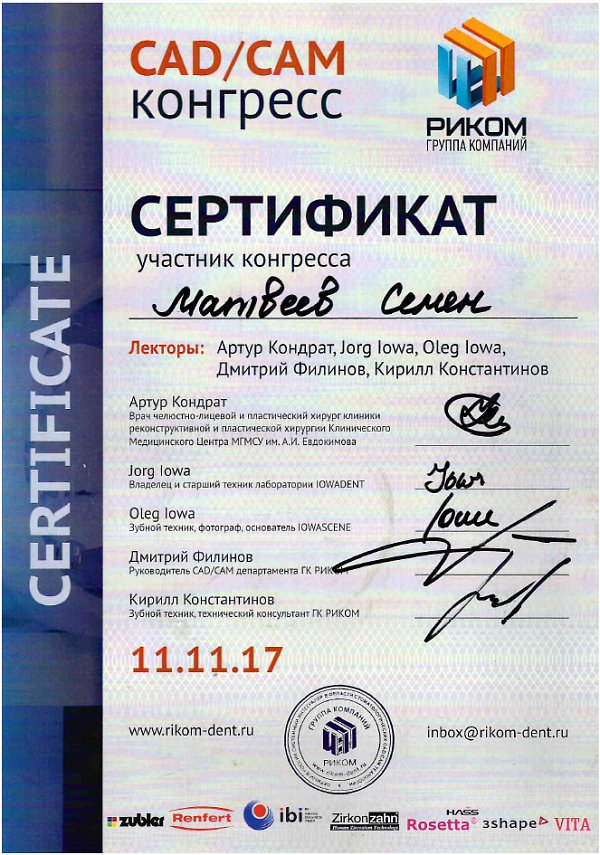 CAD/CAM
конгресс
РИКОМ
ГРУППА КОМПАНИЙ
CERTIFICATE
СЕРТИФИКАТ
участник конгресса
Матвеев Семен
Лекторы: Артур Кондрат, Jorg Iowa, Oleg Iowa,
Дмитрий Филинов, Кирилл Константинов
Артур Кондрат
Врач челюстно-лицевой и пластический хирург клиники
реконструктивной и пластической хирургии Клинического
Медицинского Центра МГМСУ им. А.И. Евдокимова
Jorg Iowa
Владелец и старший техник лаборатории IOWADENT
Oleg Iowa
Зубной техник, фотограф, основатель IOWASCENE
Дмитрий Филинов
Руководитель CAD/CAM департамента ГК РИКОМ
Кирилл Константинов
Зубной техник, технический консультант ГК РИКОМ
11.11.17
ГРУППА КОМПАНИЙ
РИКОМ
www.rikom-dent.ru
www.rikom-dent.ru
inbox@rikom-dent.ru
zubler
Renfert
ibi
Zirkonzahn
Human Zirconium Technology
HASS
Rosetta®
3shape
VITA